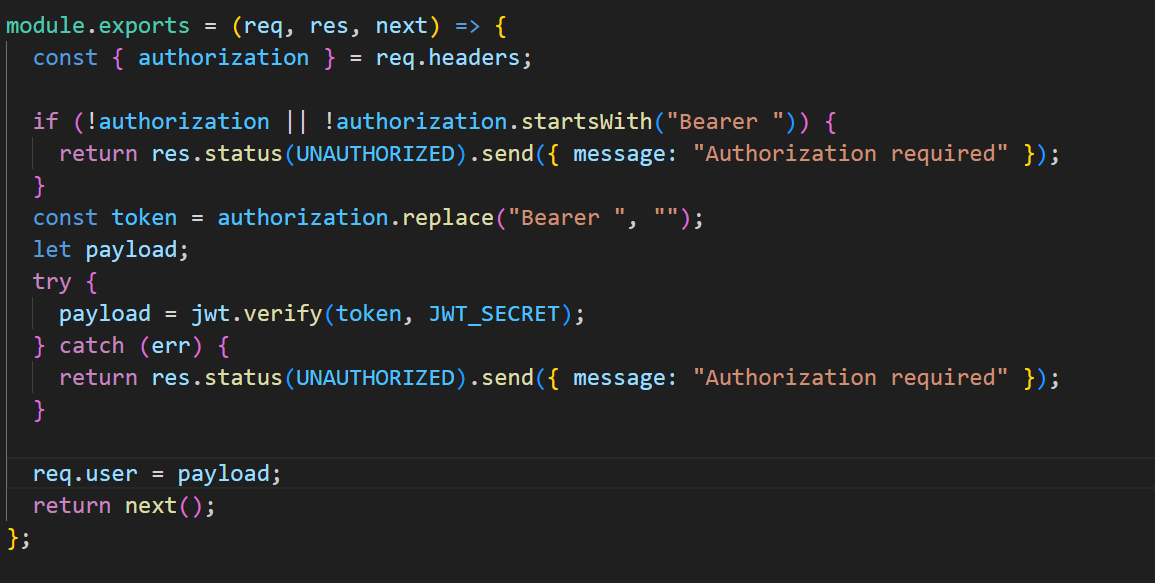 module.exports = (req, res, next) => {
  const { authorization } = req.headers;

  if (!authorization || !authorization.startsWith("Bearer ")) {
    return res.status(UNAUTHORIZED).send({ message: "Authorization required" });
  }
  const token = authorization.replace("Bearer ", "");
  let payload;
  try {
    payload = jwt.verify(token, JWT_SECRET);
  } catch (err) {
    return res.status(UNAUTHORIZED).send({ message: "Authorization required" });
  }

  req.user = payload;
  return next();
};